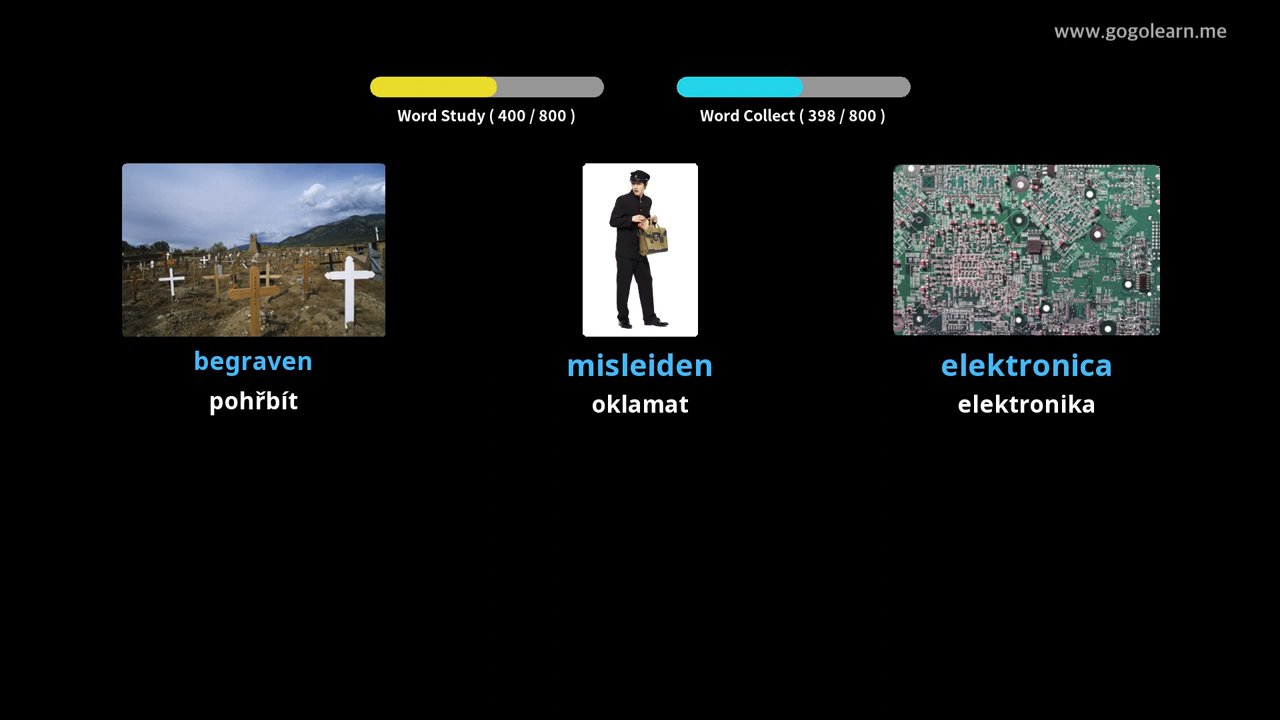 www.gogolearn.me
Word Study ( 400 / 800 )
Word Collect ( 398 / 800 )
begraven
pohřbít
misleiden
oklamat
elektronica
elektronika